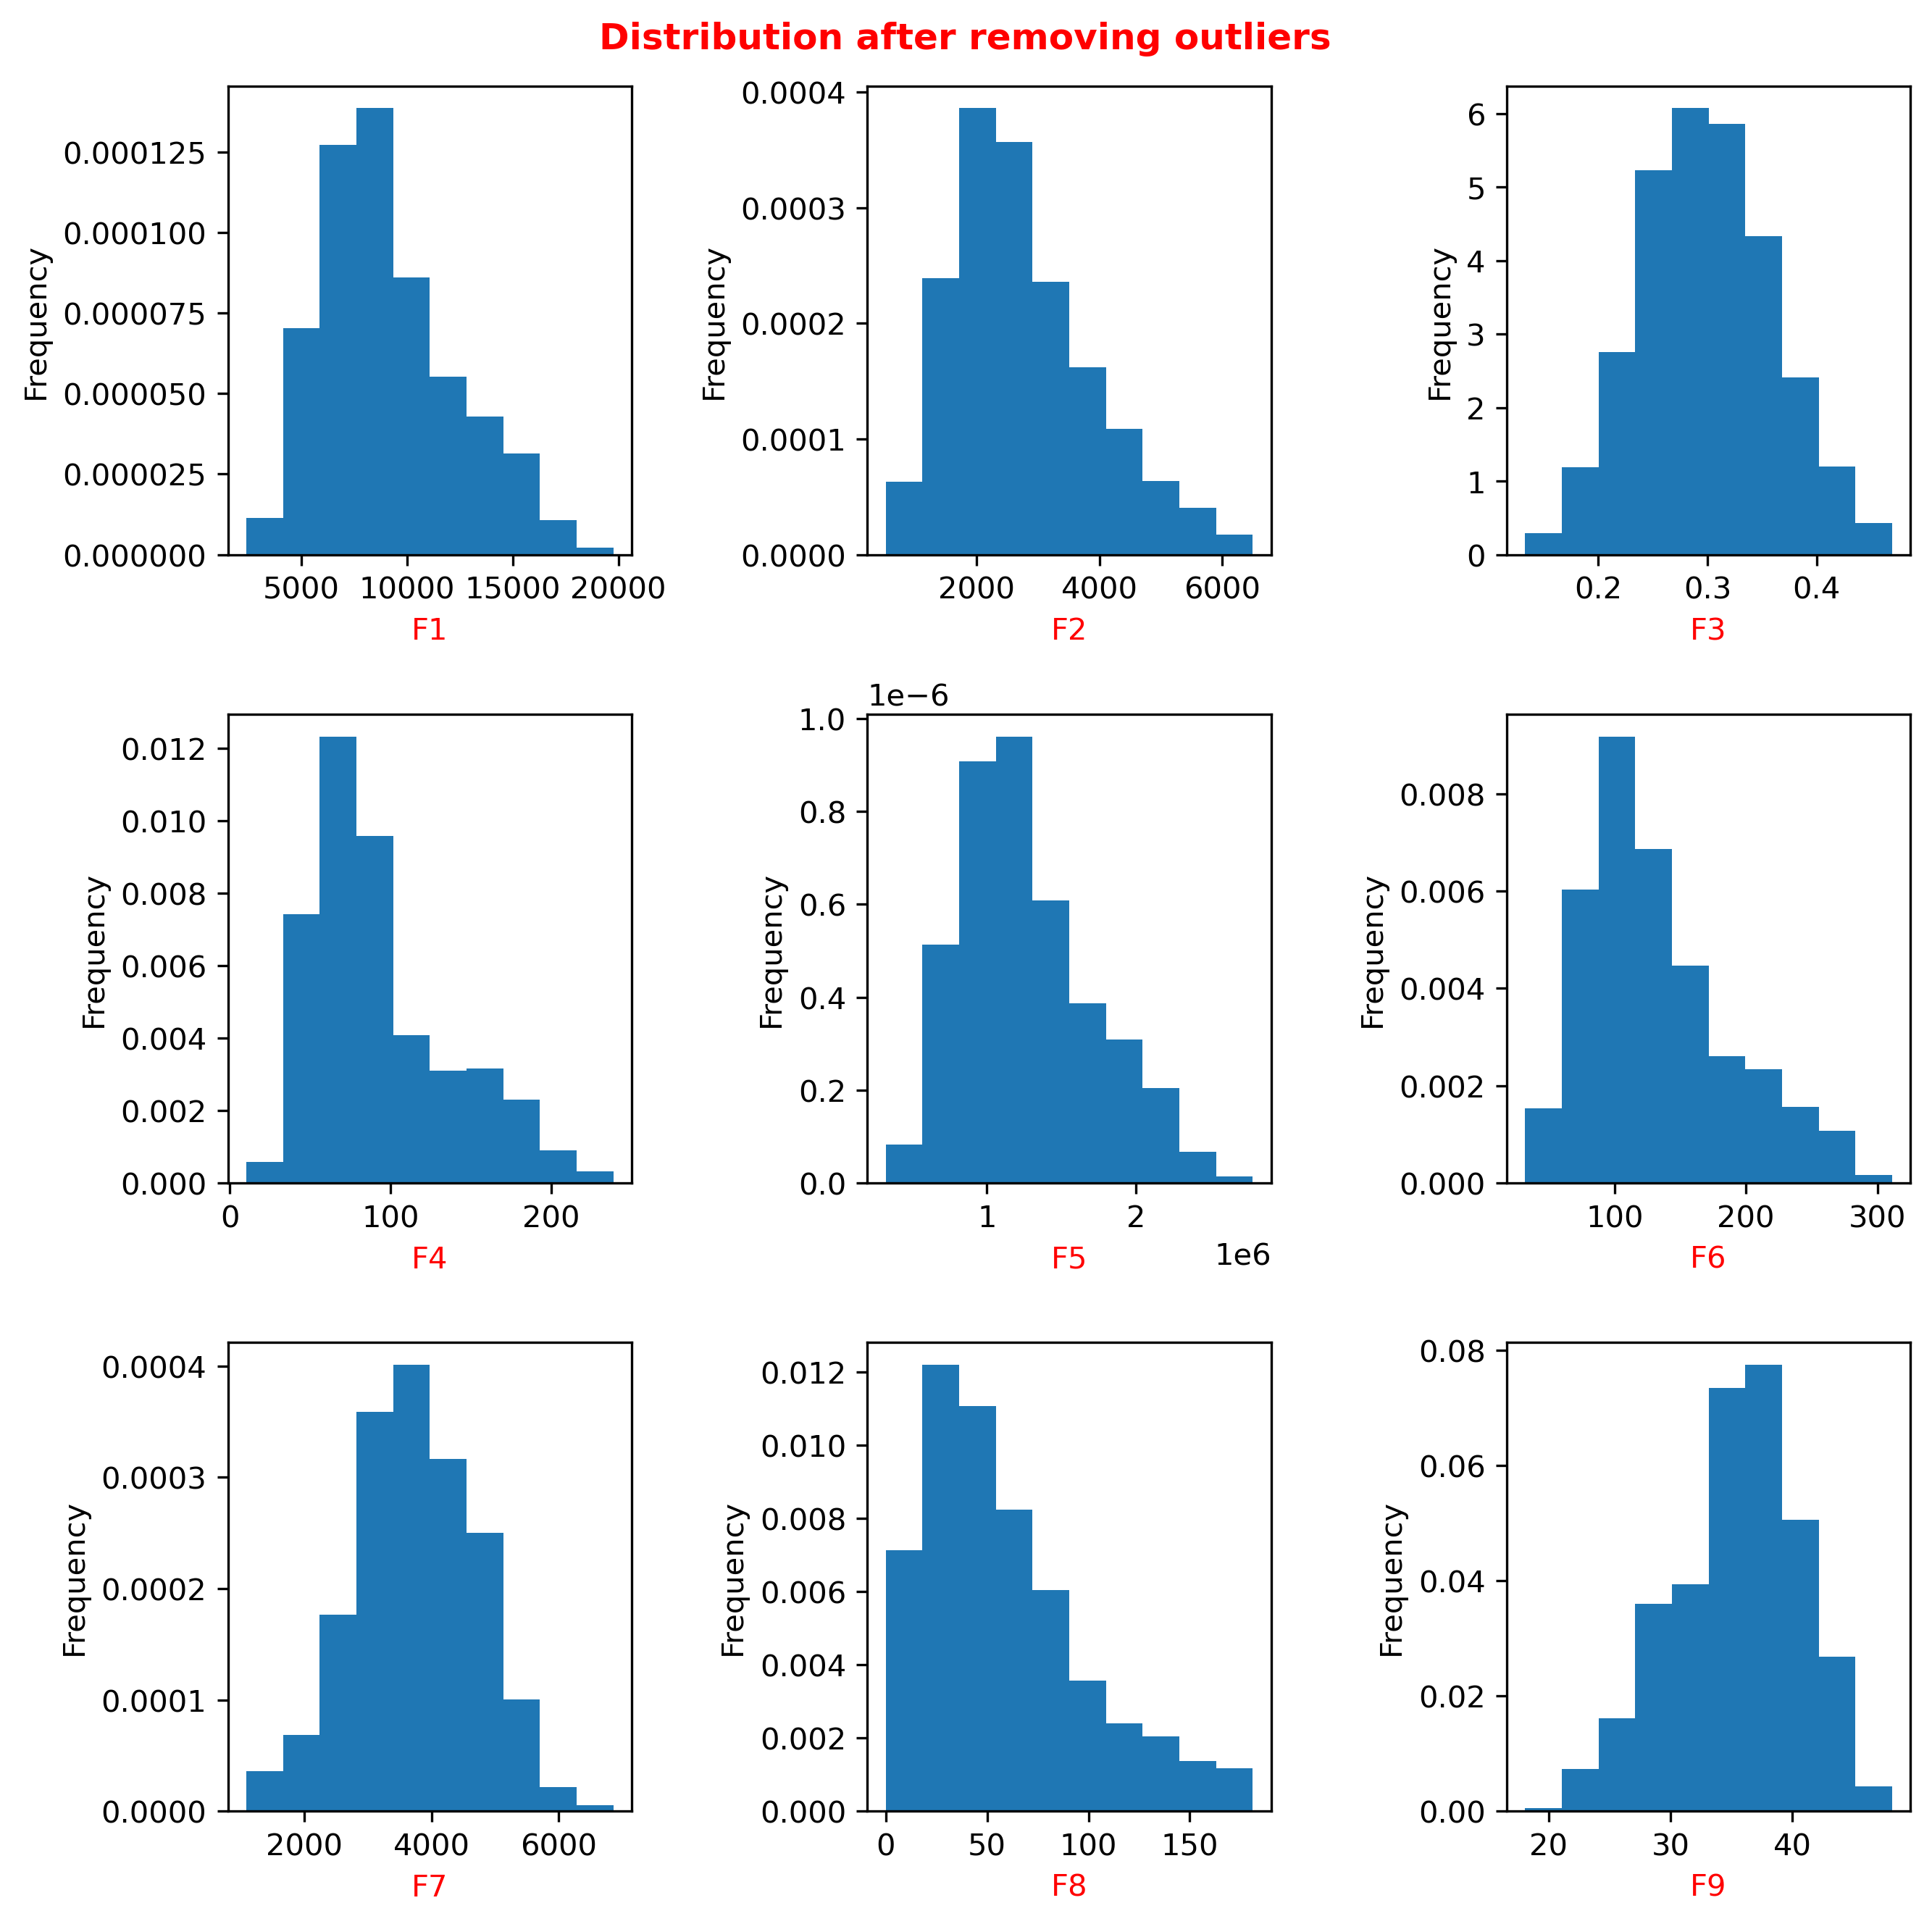 Distribution after removing outliers
Frequency
0.000125
0.000100
0.000075
0.000050
0.000025
0.000000
5000 10000 15000 20000
F1
Frequency
0.0004
0.0003
0.0002
0.0001
0.0000
2000 4000 6000
F2
Frequency
6
5
4
3
2
1
0
0.2 0.3 0.4
F3
Frequency
0.012
0.010
0.008
0.006
0.004
0.002
0.000
0 100 200
F4
1e−6
Frequency
1.0
0.8
0.6
0.4
0.2
0.0
1 2
1e6
F5
Frequency
0.008
0.006
0.004
0.002
0.000
100 200 300
F6
Frequency
0.0004
0.0003
0.0002
0.0001
0.0000
2000 4000 6000
F7
Frequency
0.012
0.010
0.008
0.006
0.004
0.002
0.000
0 50 100 150
F8
Frequency
0.08
0.06
0.04
0.02
0.00
20 30 40
F9